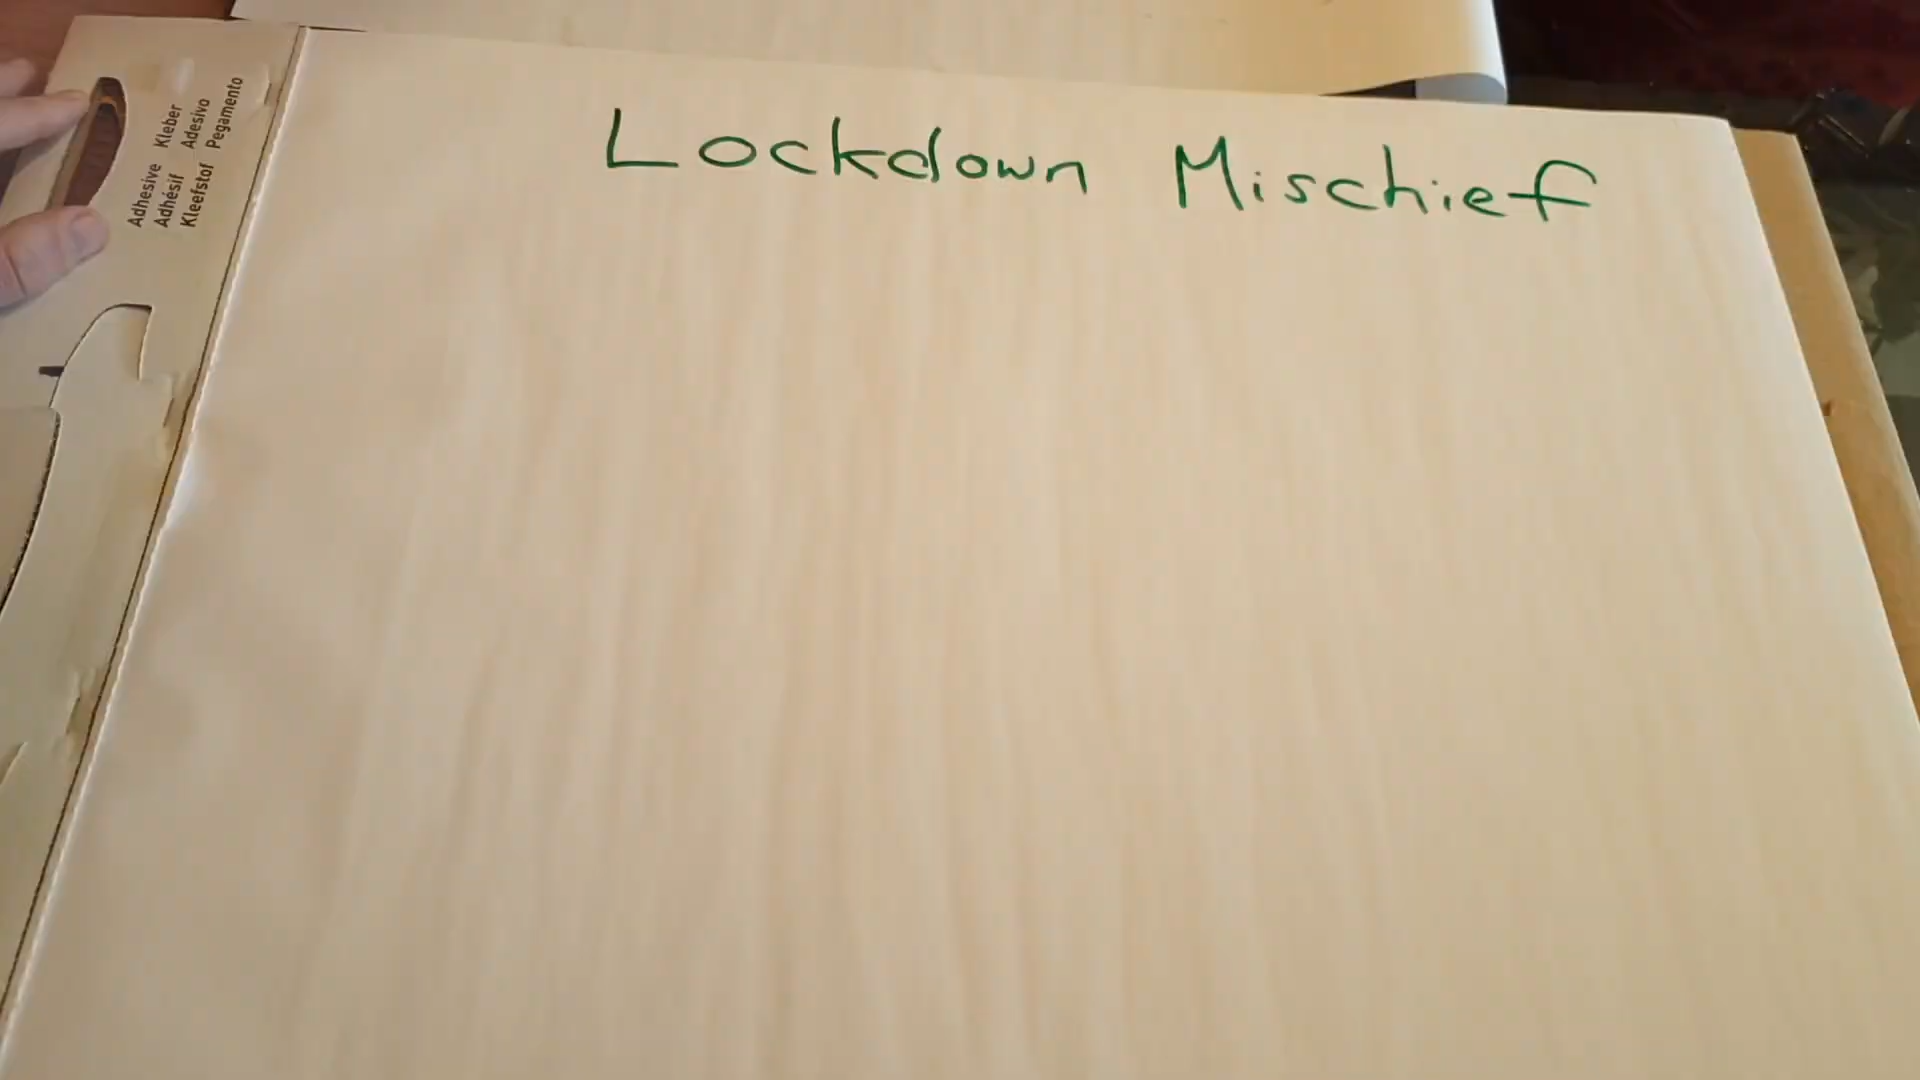 Lockdown Mischief
Adhesive Kleber
Adhésif Adesivo
Kleefstof Pegamento